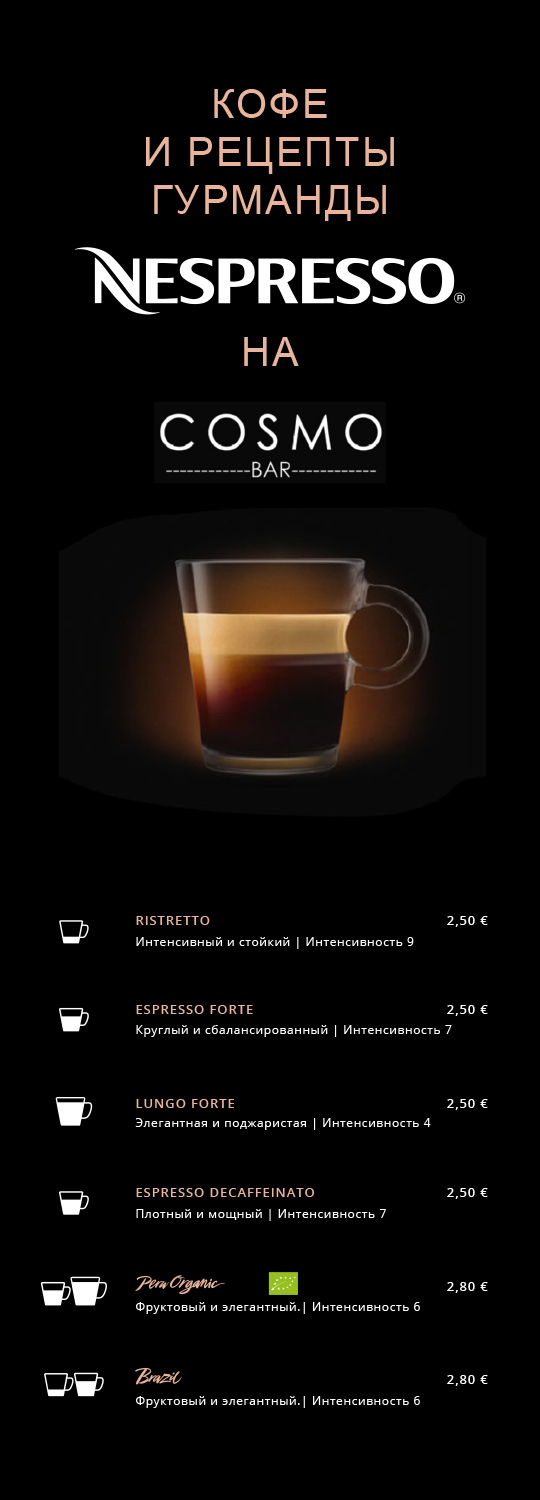 КОФЕ
И РЕЦЕПТЫ
ГУРМАНДЫ
NESPRESSO®
НА
COSMO
------------BAR------------
RISTRETTO 2,50 €
Интенсивный и стойкий | Интенсивность 9
ESPRESSO FORTE 2,50 €
Круглый и сбалансированный | Интенсивность 7
LUNGO FORTE 2,50 €
Элегантная и поджаристая | Интенсивность 4
ESPRESSO DECAFFEINATO 2,50 €
Плотный и мощный | Интенсивность 7
Peru Organic 2,80 €
Фруктовый и элегантный.| Интенсивность 6
Brazil 2,80 €
Фруктовый и элегантный.| Интенсивность 6